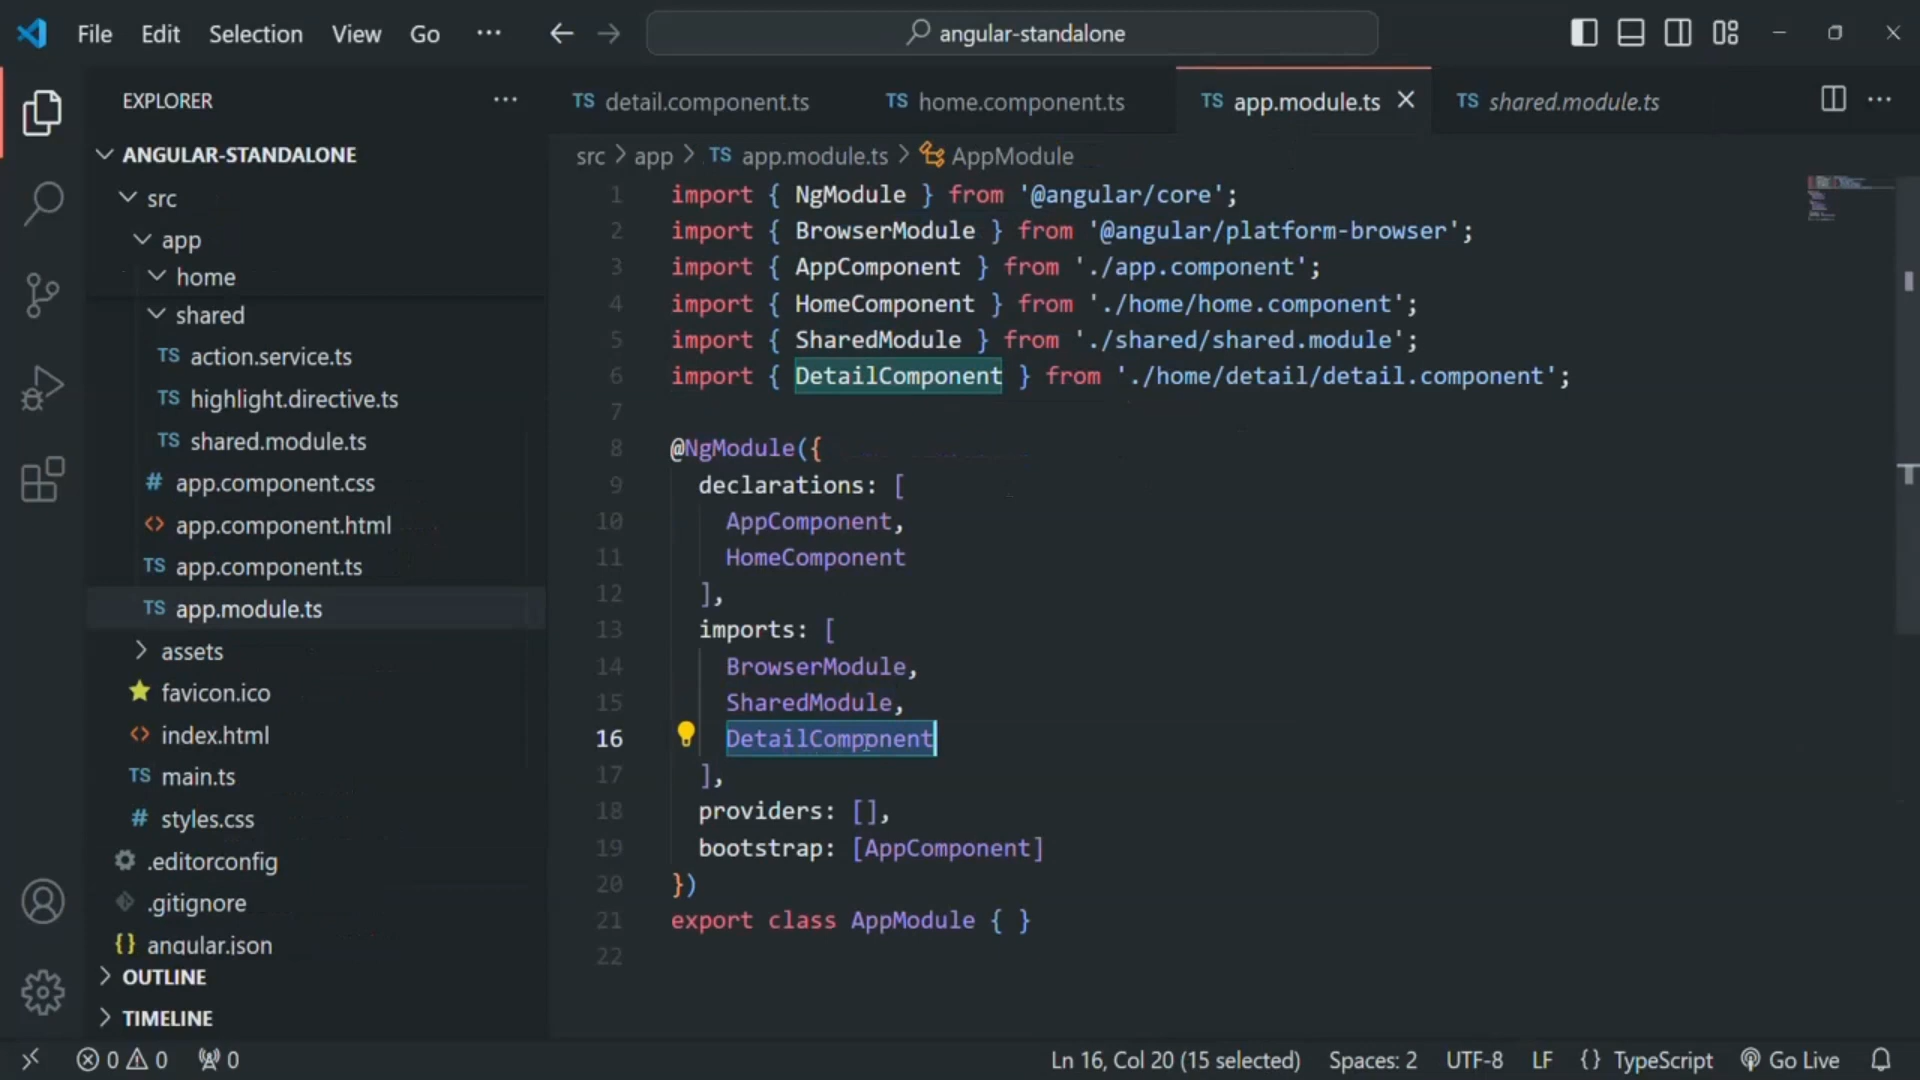 File Edit Selection View Go ··· angular-standalone
EXPLORER ···
ANGULAR-STANDALONE
src
app
home
shared
TS action.service.ts
TS highlight.directive.ts
TS shared.module.ts
# app.component.css
<> app.component.html
TS app.component.ts
TS app.module.ts
assets
favicon.ico
<> index.html
TS main.ts
# styles.css
.editorconfig
.gitignore
{} angular.json
OUTLINE
TIMELINE
TS detail.component.ts TS home.component.ts TS app.module.ts TS shared.module.ts
src > app > TS app.module.ts > AppModule
1 import { NgModule } from '@angular/core';
2 import { BrowserModule } from '@angular/platform-browser';
3 import { AppComponent } from './app.component';
4 import { HomeComponent } from './home/home.component';
5 import { SharedModule } from './shared/shared.module';
6 import { DetailComponent } from './home/detail/detail.component';
7
8 @NgModule({
9 declarations: [
10 AppComponent,
11 HomeComponent
12 ],
13 imports: [
14 BrowserModule,
15 SharedModule,
16 DetailComponent
17 ],
18 providers: [],
19 bootstrap: [AppComponent]
20 })
21 export class AppModule { }
22
0 0 0 Ln 16, Col 20 (15 selected) Spaces: 2 UTF-8 LF {} TypeScript Go Live